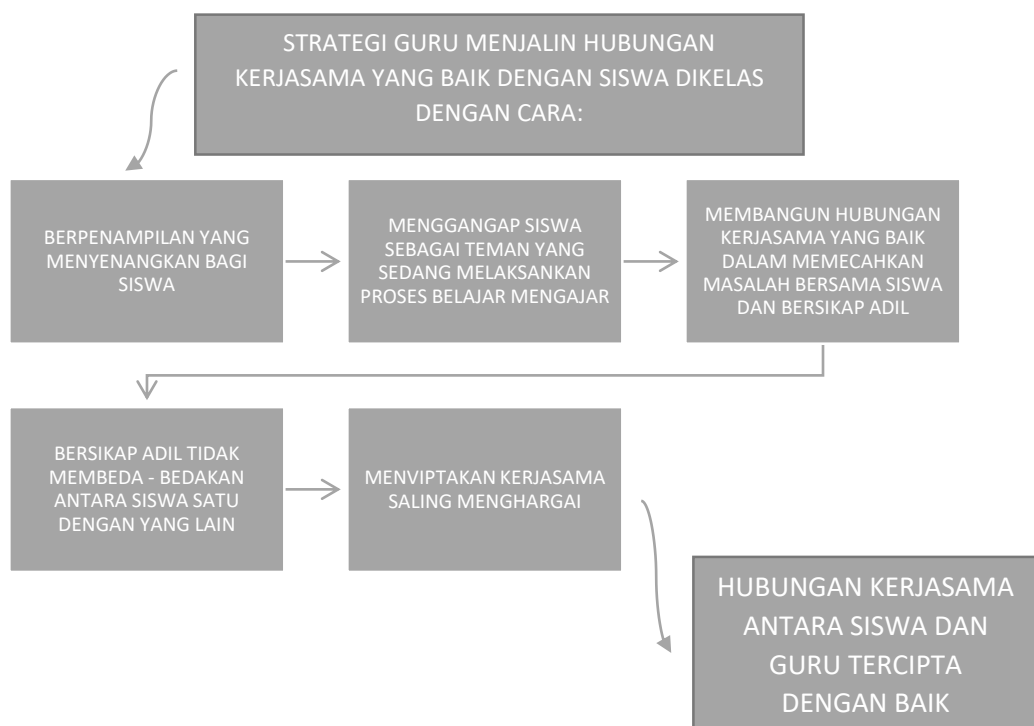 STRATEGI GURU MENJALIN HUBUNGAN
KERJASAMA YANG BAIK DENGAN SISWA DIKELAS
DENGAN CARA:
BERPENAMPILAN YANG
MENYENANGKAN BAGI
SISWA
MENGGANGAP SISWA
SEBAGAI TEMAN YANG
SEDANG MELAKSANKAN
PROSES BELAJAR MENGAJAR
MEMBANGUN HUBUNGAN
KERJASAMA YANG BAIK
DALAM MEMECAHKAN
MASALAH BERSAMA SISWA
DAN BERSIKAP ADIL
BERSIKAP ADIL TIDAK
MEMBEDA - BEDAKAN
ANTARA SISWA SATU
DENGAN YANG LAIN
MENVIPTAKAN KERJASAMA
SALING MENGHARGAI
HUBUNGAN KERJASAMA
ANTARA SISWA DAN
GURU TERCIPTA
DENGAN BAIK